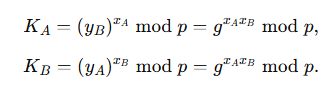 K_A = (y_B)^{x_A} mod p = g^{x_A x_B} mod p,
K_B = (y_A)^{x_B} mod p = g^{x_A x_B} mod p.